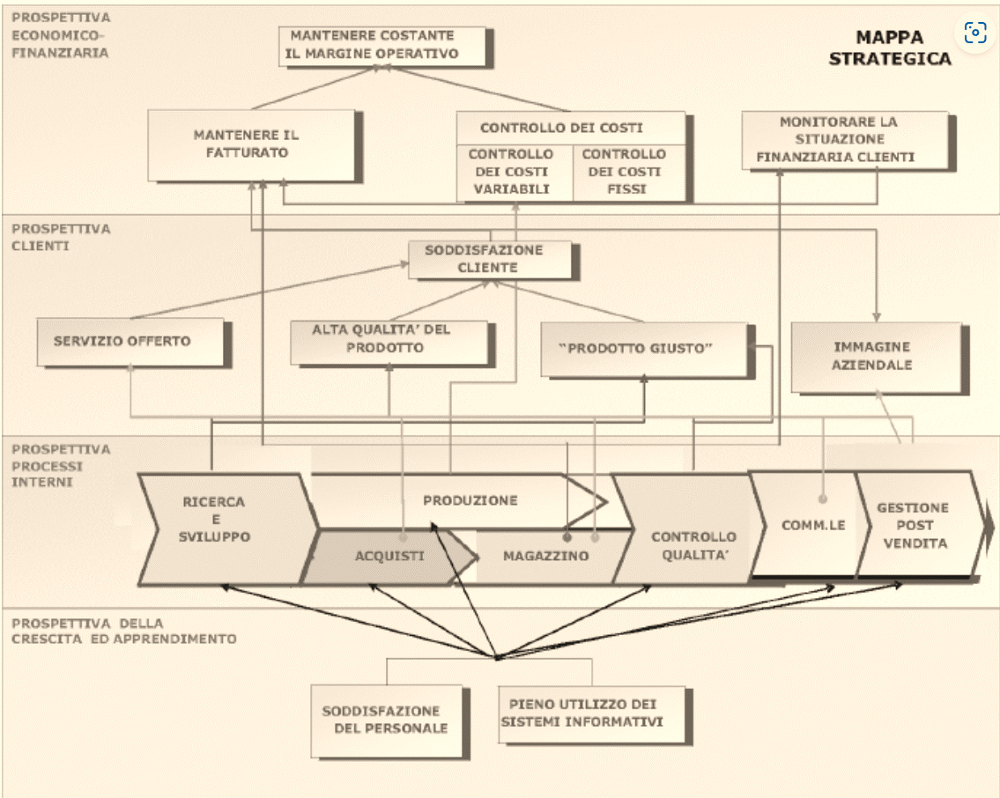 PROSPETTIVA
ECONOMICO-
FINANZIARIA
MANTENERE COSTANTE
IL MARGINE OPERATIVO
MAPPA
STRATEGICA
MANTENERE IL
FATTURATO
CONTROLLO DEI COSTI
CONTROLLO
DEI COSTI
VARIABILI
CONTROLLO
DEI COSTI
FISSI
MONITORARE LA
SITUAZIONE
FINANZIARIA CLIENTI
PROSPETTIVA
CLIENTI
SODDISFAZIONE
CLIENTE
SERVIZIO OFFERTO
ALTA QUALITA’ DEL
PRODOTTO
“PRODOTTO GIUSTO”
IMMAGINE
AZIENDALE
PROSPETTIVA
PROCESSI
INTERNI
RICERCA
E
SVILUPPO
PRODUZIONE
ACQUISTI
MAGAZZINO
CONTROLLO
QUALITA’
COMM.LE
GESTIONE
POST
VENDITA
PROSPETTIVA DELLA
CRESCITA ED APPRENDIMENTO
SODDISFAZIONE
DEL PERSONALE
PIENO UTILIZZO DEI
SISTEMI INFORMATIVI